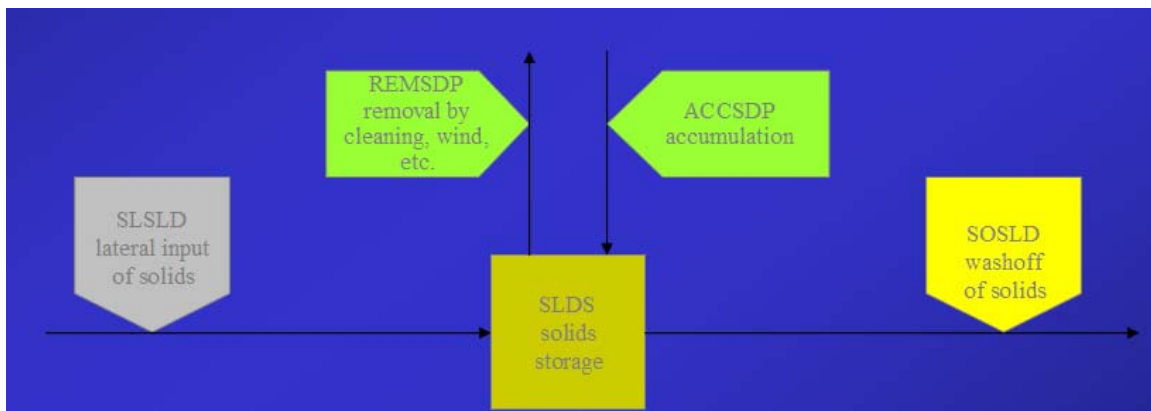 REMSDP
removal by
cleaning, wind,
etc.
ACCSDP
accumulation
SLSLD
lateral input
of solids
SOSLD
washoff
of solids
SLDS
solids
storage